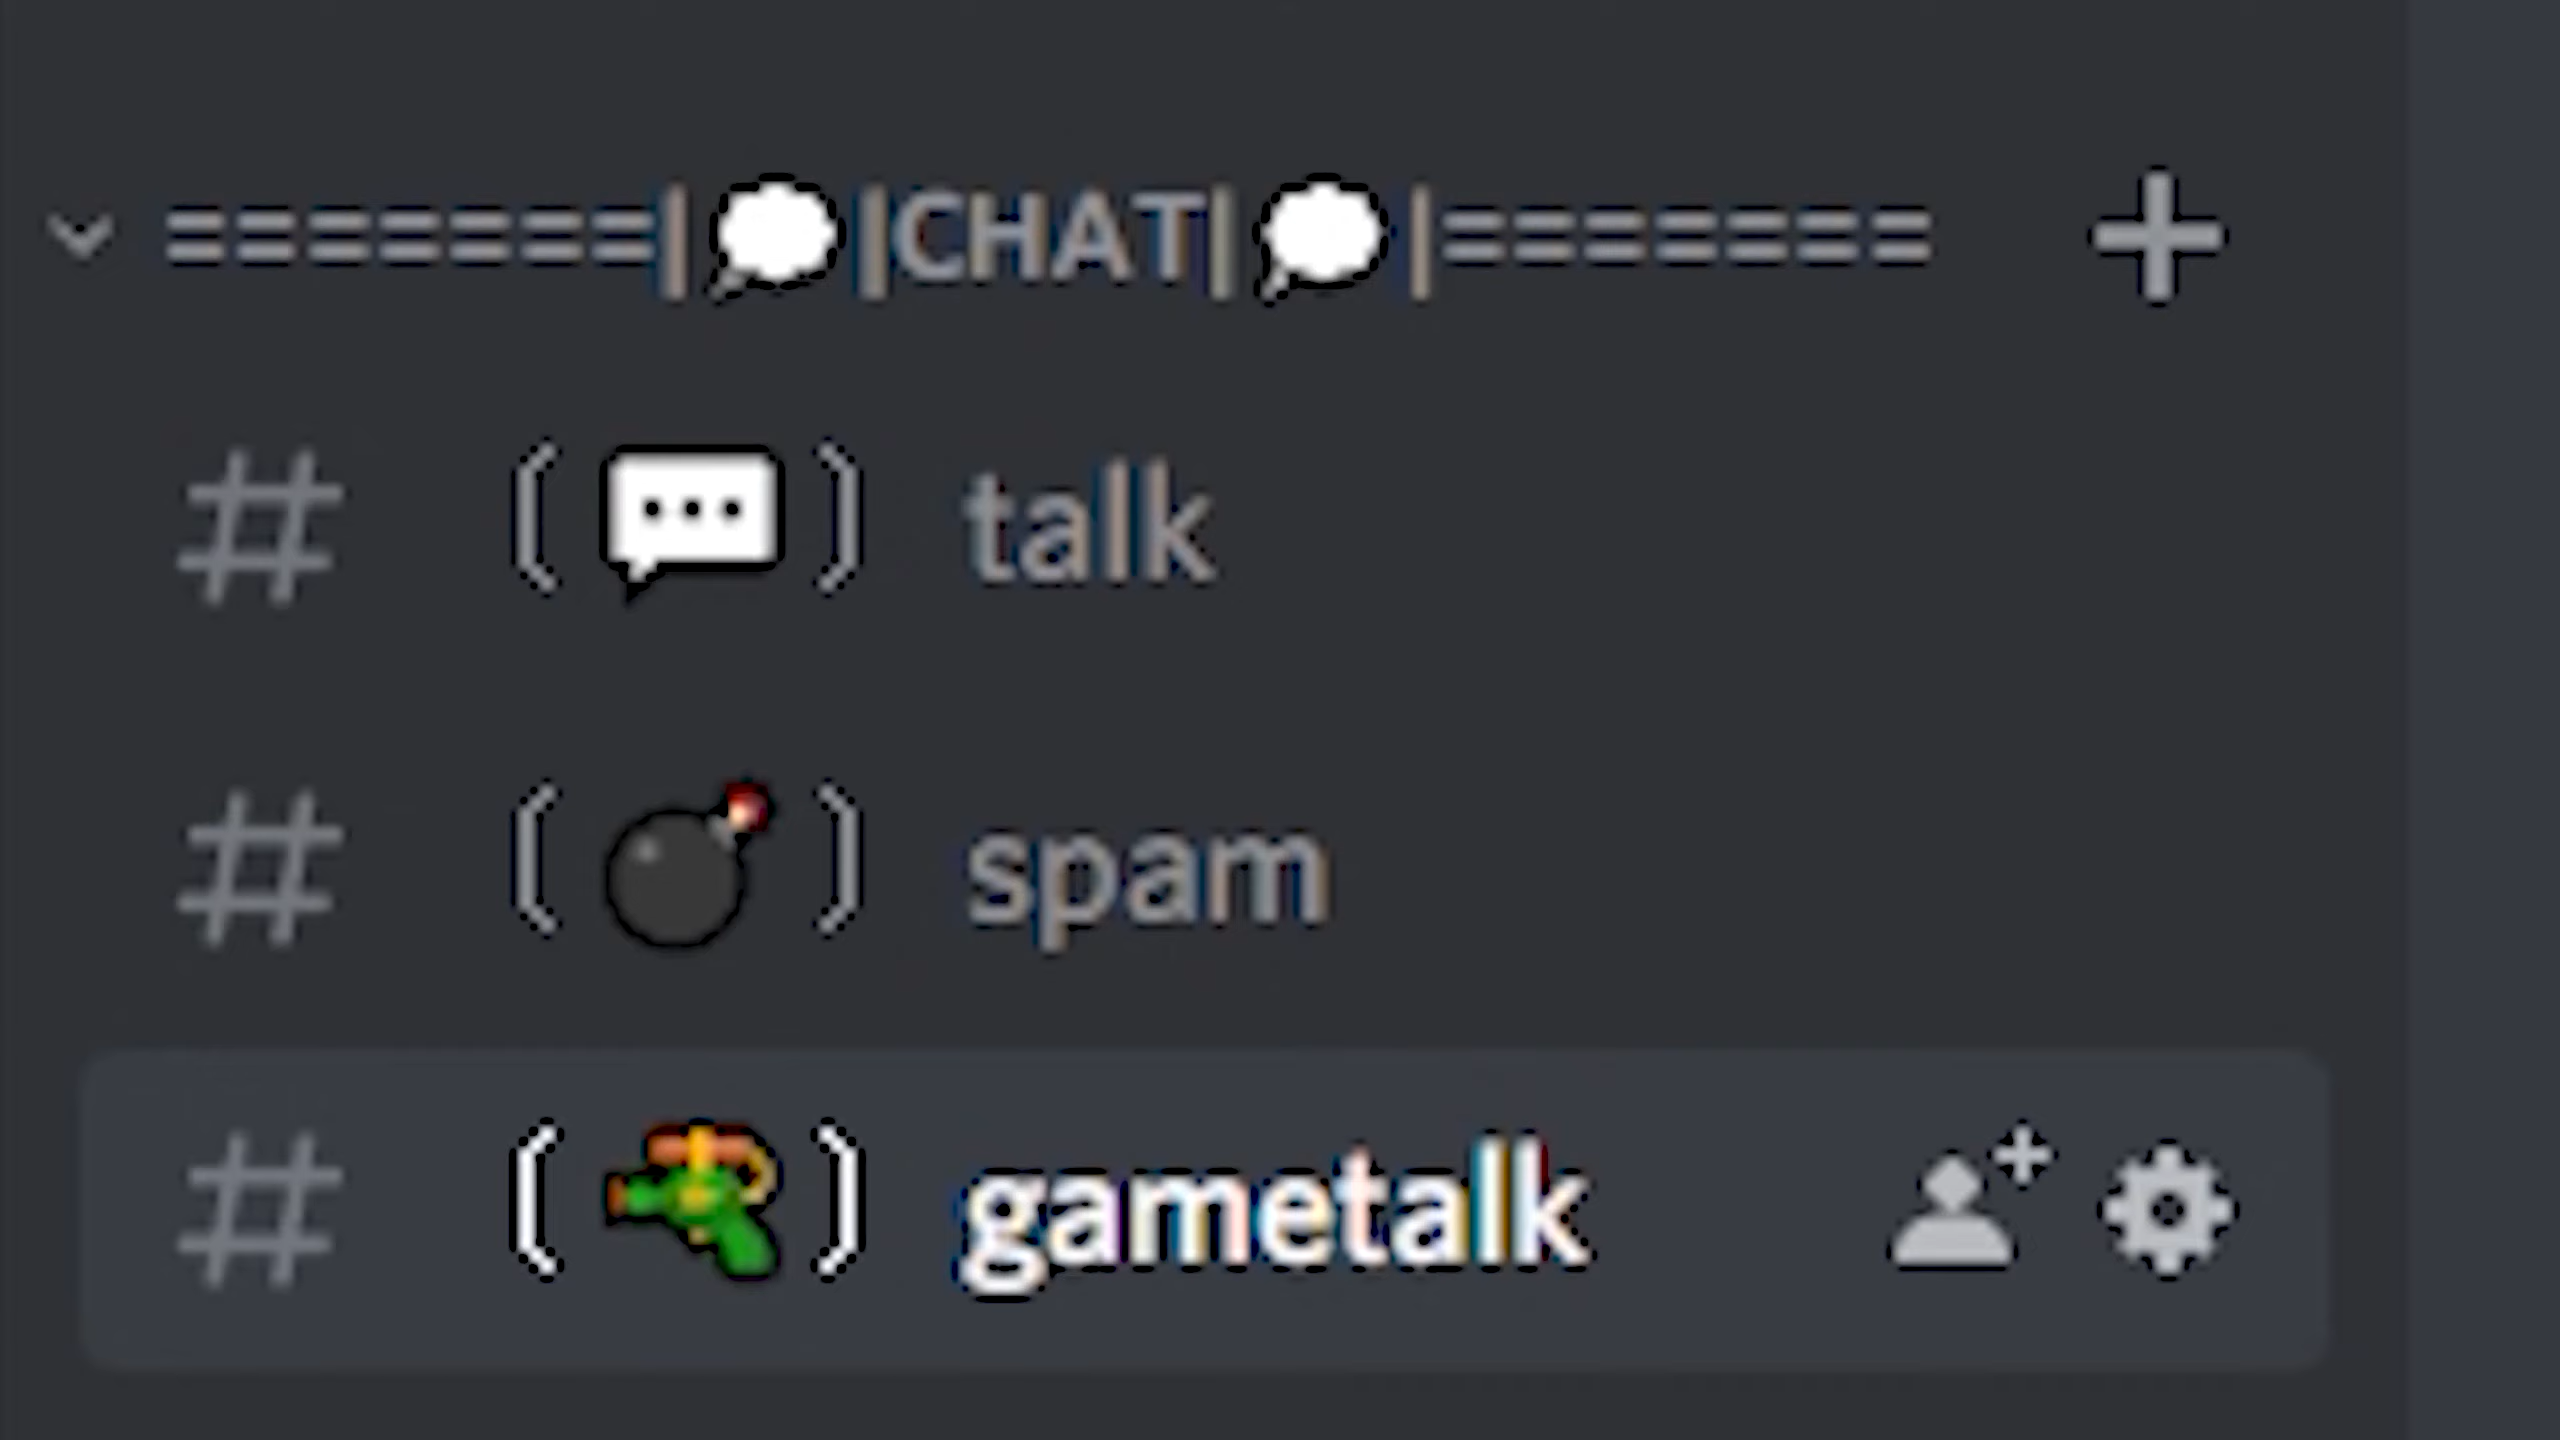 =======|💭|CHAT|💭|=======
# 〔💬〕talk
# 〔💣〕spam
# 〔🔫〕gametalk